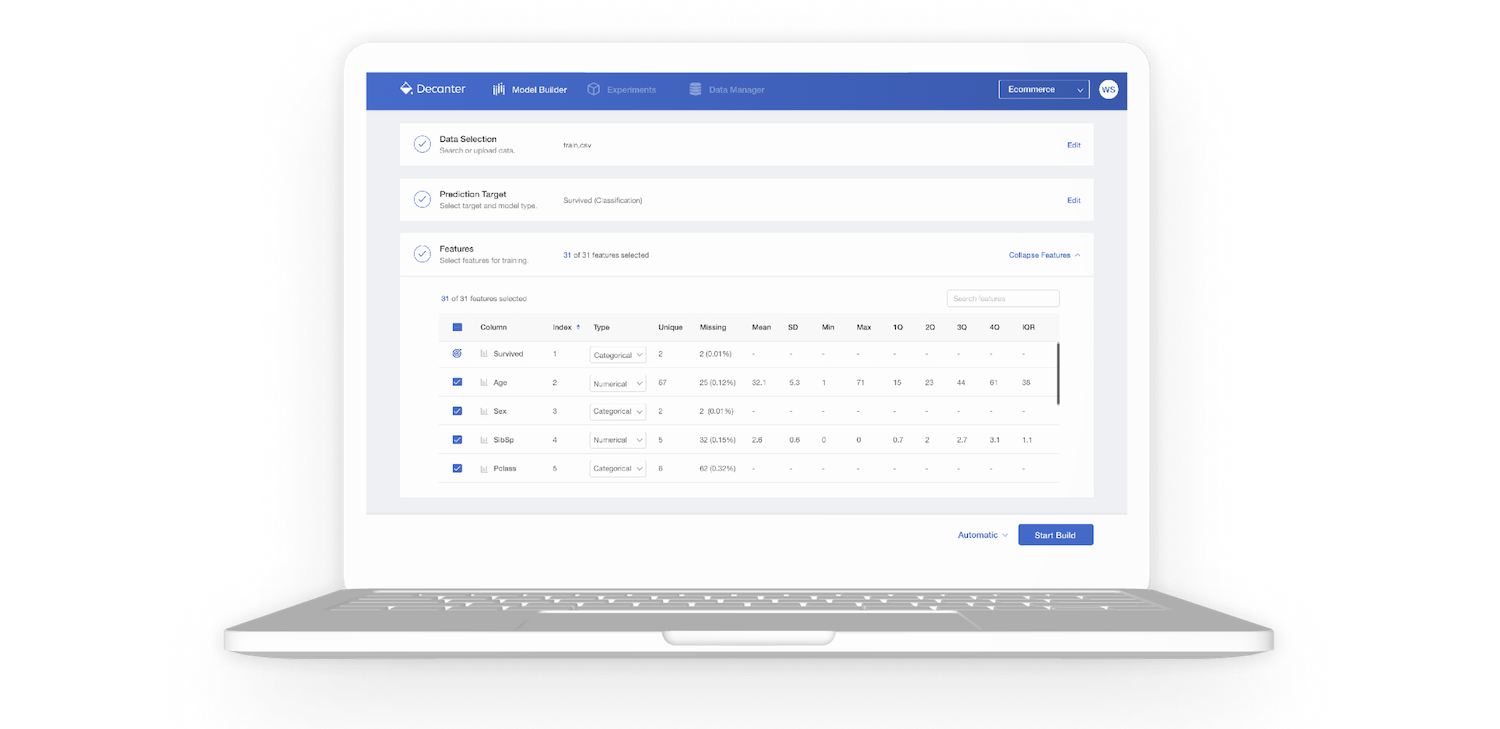 Decanter Model Builder Experiments Data Manager Ecommerce WS
Data Selection
Search or upload data.
train.csv
Edit
Prediction Target
Select target and model type.
Survived (Classification)
Edit
Features
Select features for training.
31 of 31 features selected
Collapse Features
31 of 31 features selected
Search features
Column Index Type Unique Missing Mean SD Min Max 1Q 2Q 3Q 4Q IQR
Survived 1 Categorical 2 2 (0.01%) - - - - - - - - -
Age 2 Numerical 67 25 (0.12%) 32.1 5.3 1 71 15 23 44 61 38
Sex 3 Categorical 2 2 (0.01%) - - - - - - - - -
SibSp 4 Numerical 5 32 (0.15%) 2.6 0.6 0 0 0.7 2 2.7 3.1 1.1
Pclass 5 Categorical 6 62 (0.32%) - - - - - - - - -
Automatic Start Build